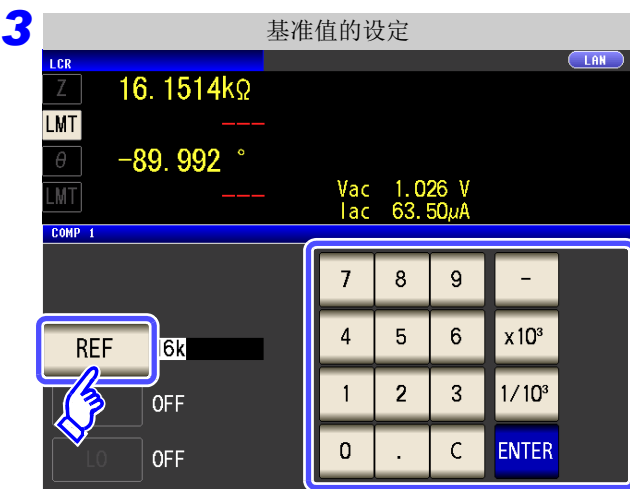 3
基准值的设定
LCR
LAN
Z 16.1514kΩ
LMT ---
θ -89.992 °
LMT ---
Vac 1.026 V
Iac 63.50μA
COMP 1
7 8 9 -
REF 16k
4 5 6 x10³
OFF
1 2 3 1/10³
LO OFF
0 . C ENTER